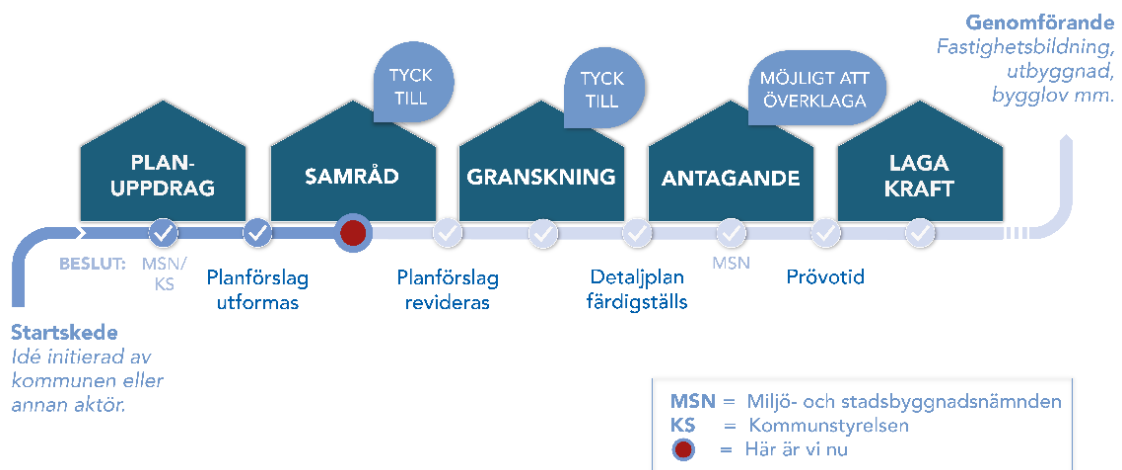 Genomförande
Fastighetsbildning,
utbyggnad,
bygglov mm.
TYCK
TILL
TYCK
TILL
MÖJLIGT ATT
ÖVERKLAGA
PLAN-
UPPDRAG
SAMRÅD
GRANSKNING
ANTAGANDE
LAGA
KRAFT
BESLUT:
MSN/
KS
Planförslag
utformas
Planförslag
revideras
Detaljplan
färdigställs
MSN
Prövotid
Startskede
Idé initierad av
kommunen eller
annan aktör.
MSN = Miljö- och stadsbyggnadsnämnden
KS = Kommunstyrelsen
= Här är vi nu